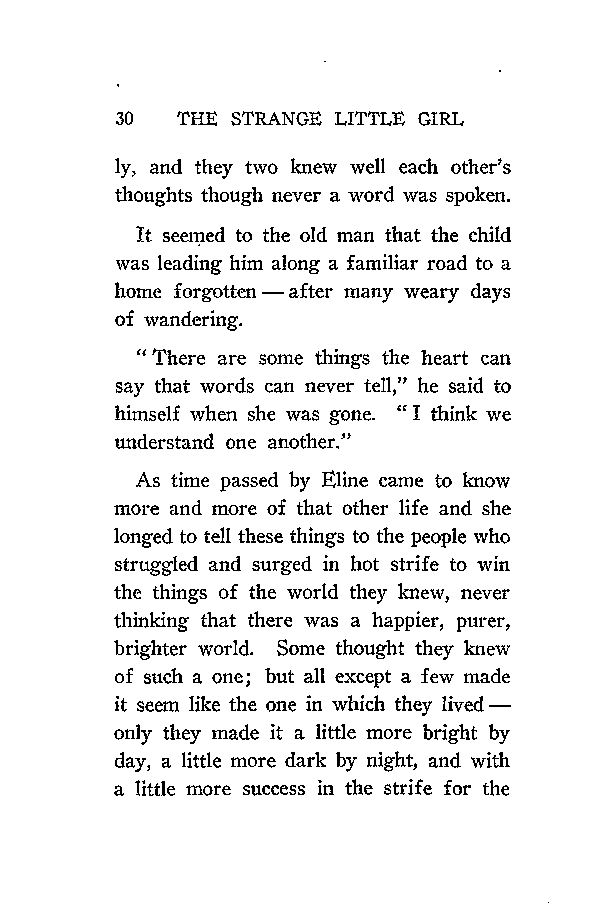 30 THE STRANGE LITTLE GIRL
ly, and they two knew well each other's
thoughts though never a word was spoken.
It seemed to the old man that the child
was leading him along a familiar road to a
home forgotten — after many weary days
of wandering.
" There are some things the heart can
say that words can never tell," he said to
himself when she was gone. " I think we
understand one another."
As time passed by Eline came to know
more and more of that other life and she
longed to tell these things to the people who
struggled and surged in hot strife to win
the things of the world they knew, never
thinking that there was a happier, purer,
brighter world. Some thought they knew
of such a one; but all except a few made
it seem like the one in which they lived —
only they made it a little more bright by
day, a little more dark by night, and with
a little more success in the strife for the